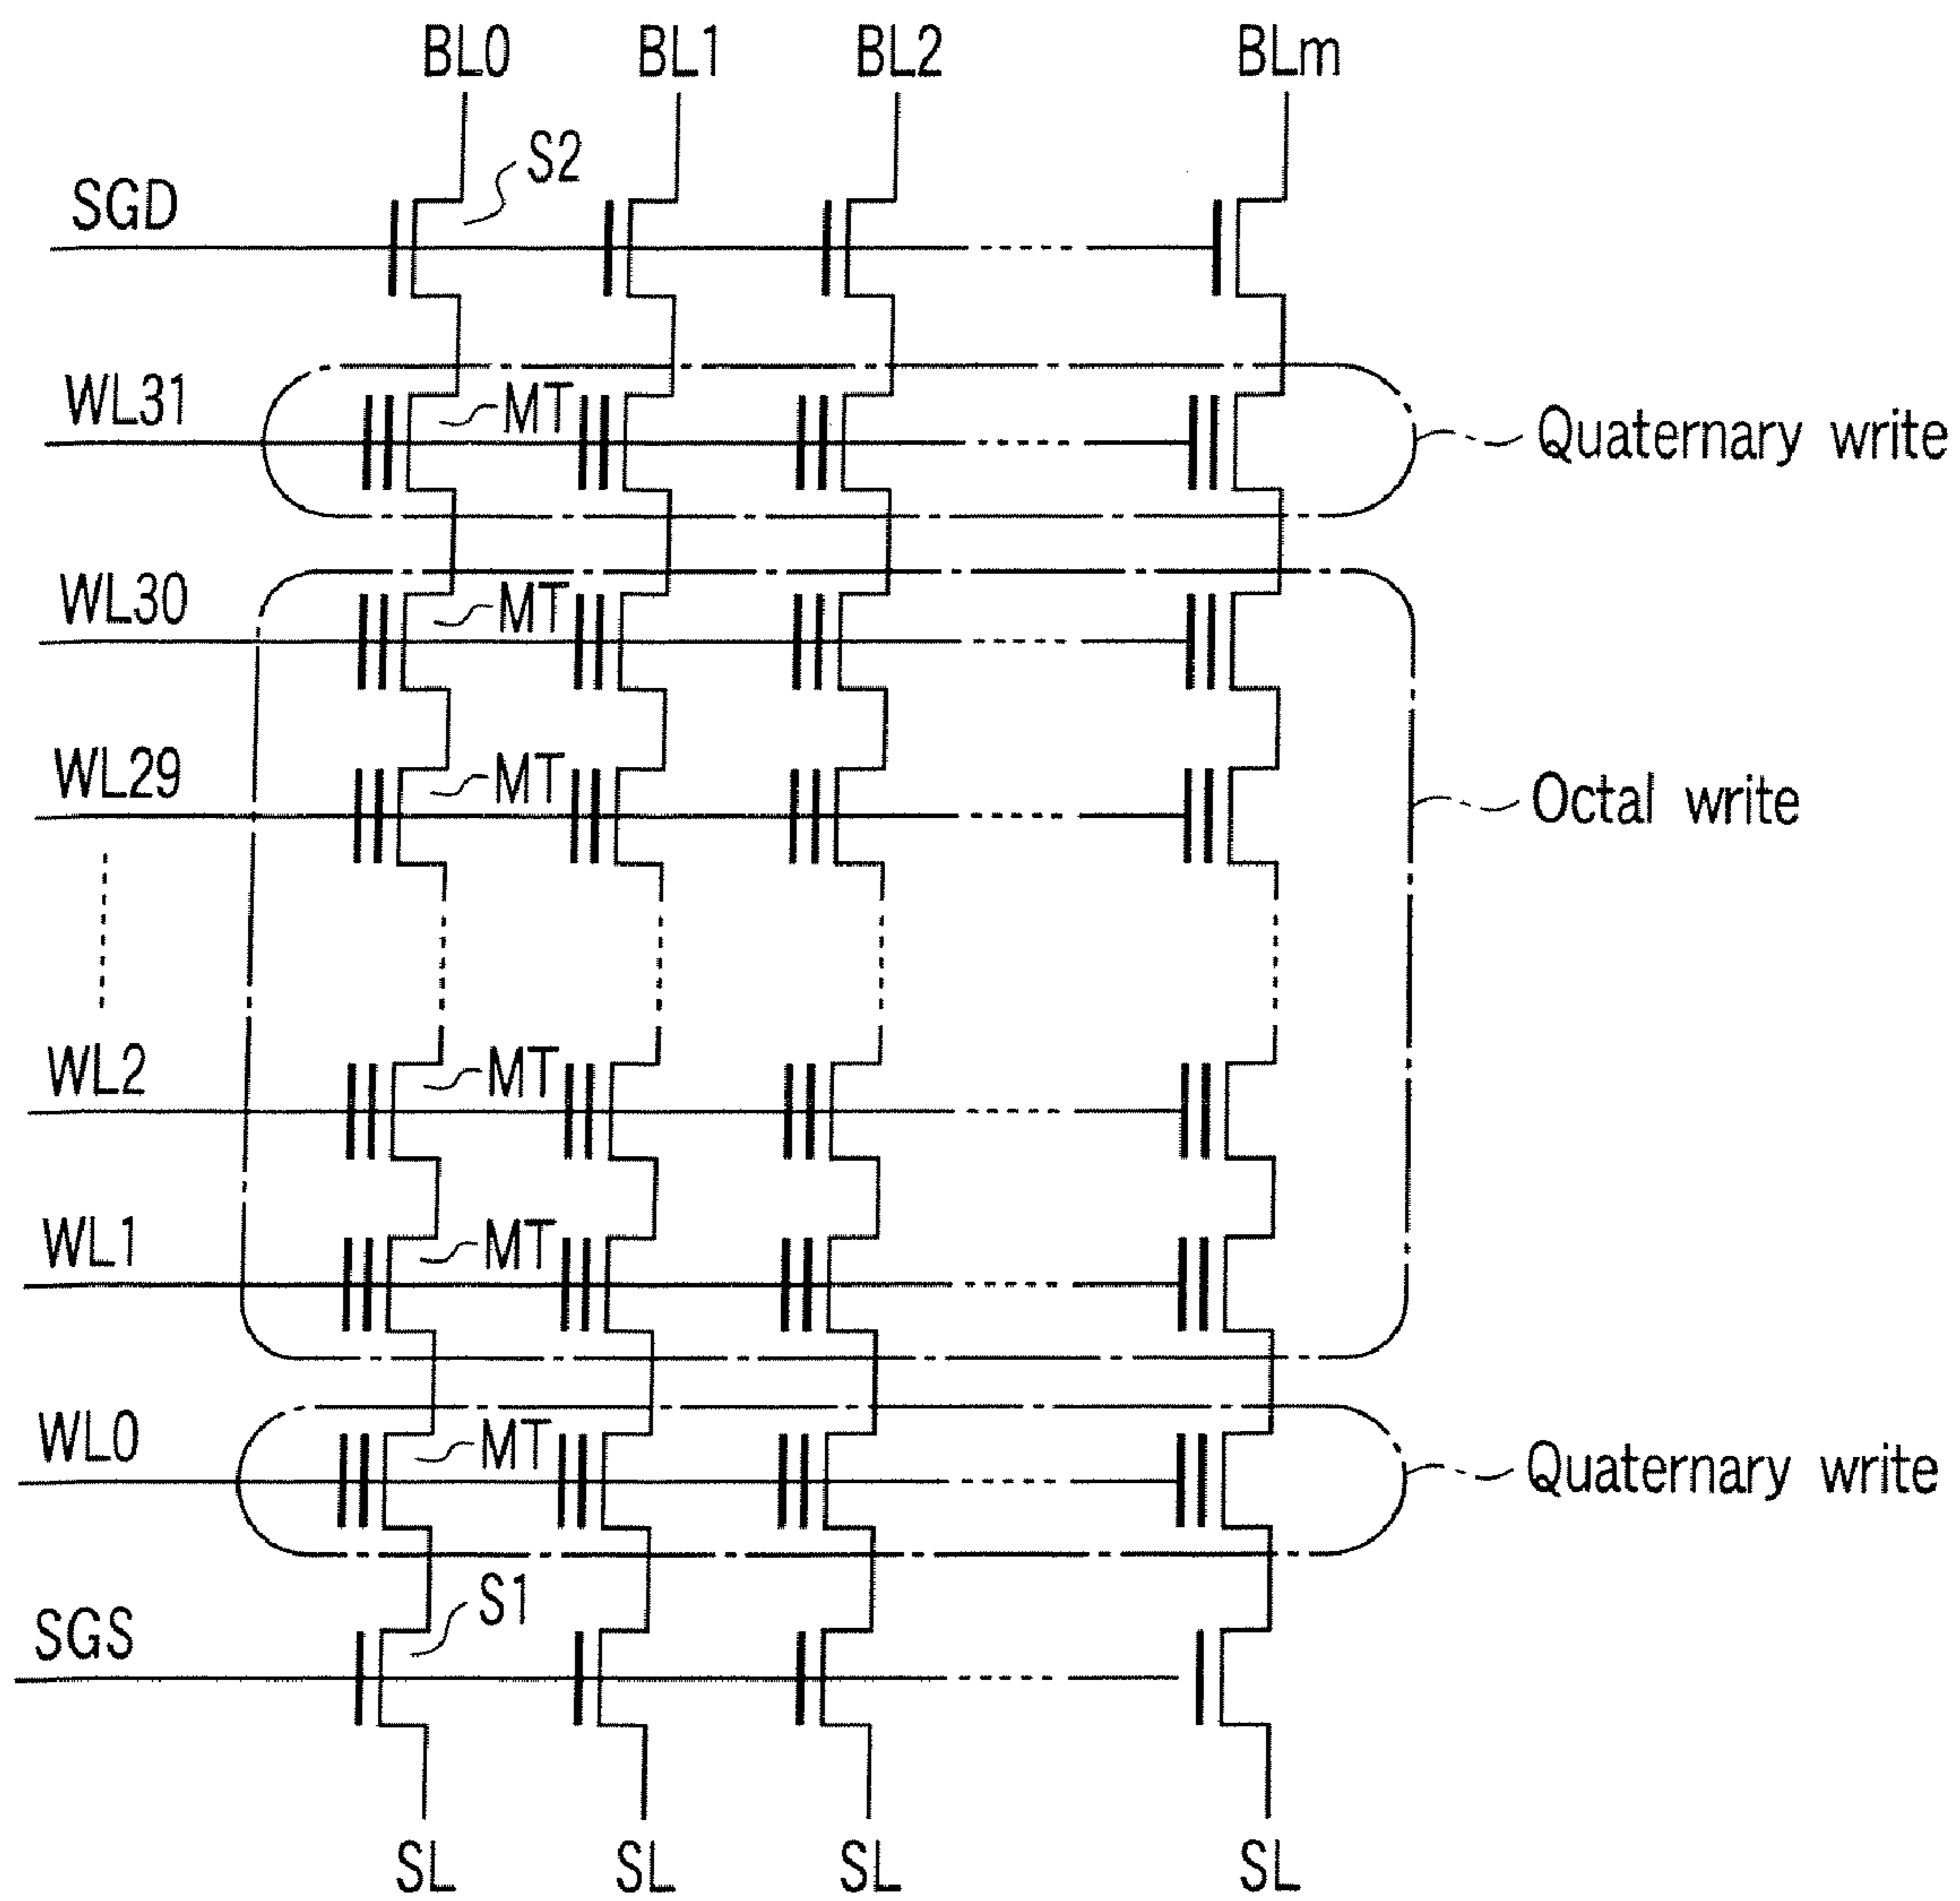 BL0 BL1 BL2 BLm
S2
SGD
WL31 MT Quaternary write
WL30 MT
WL29 MT Octal write
WL2 MT
WL1 MT
WL0 MT Quaternary write
S1
SGS
SL SL SL SL